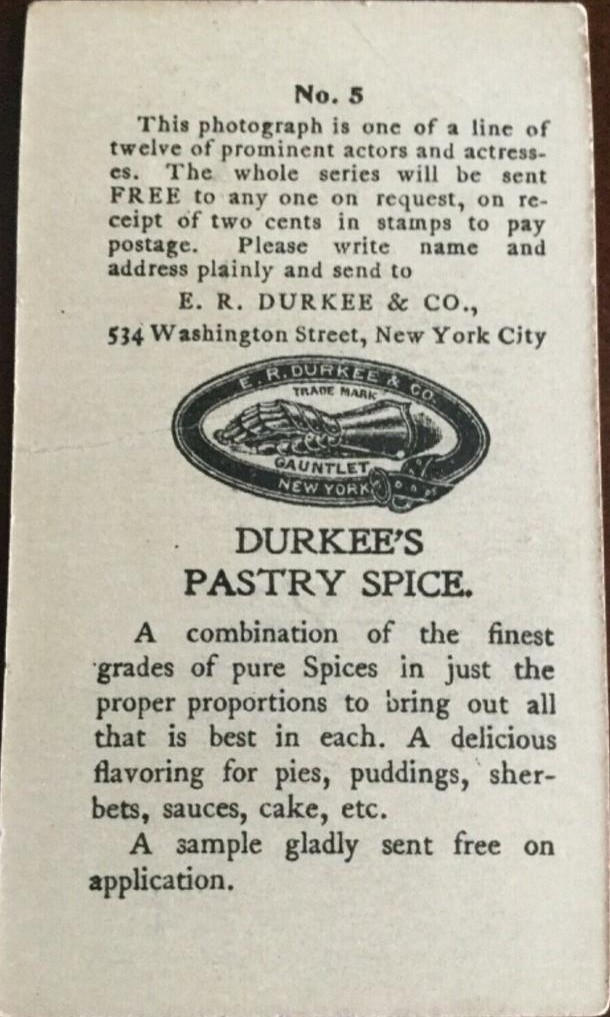 No. 5
This photograph is one of a line of
twelve of prominent actors and actress-
es. The whole series will be sent
FREE to any one on request, on re-
ceipt of two cents in stamps to pay
postage. Please write name and
address plainly and send to
E. R. DURKEE & CO.,
534 Washington Street, New York City
E. R. DURKEE & CO.
TRADE MARK
GAUNTLET
NEW YORK
DURKEE'S
PASTRY SPICE.
A combination of the finest
grades of pure Spices in just the
proper proportions to bring out all
that is best in each. A delicious
flavoring for pies, puddings, sher-
bets, sauces, cake, etc.
A sample gladly sent free on
application.